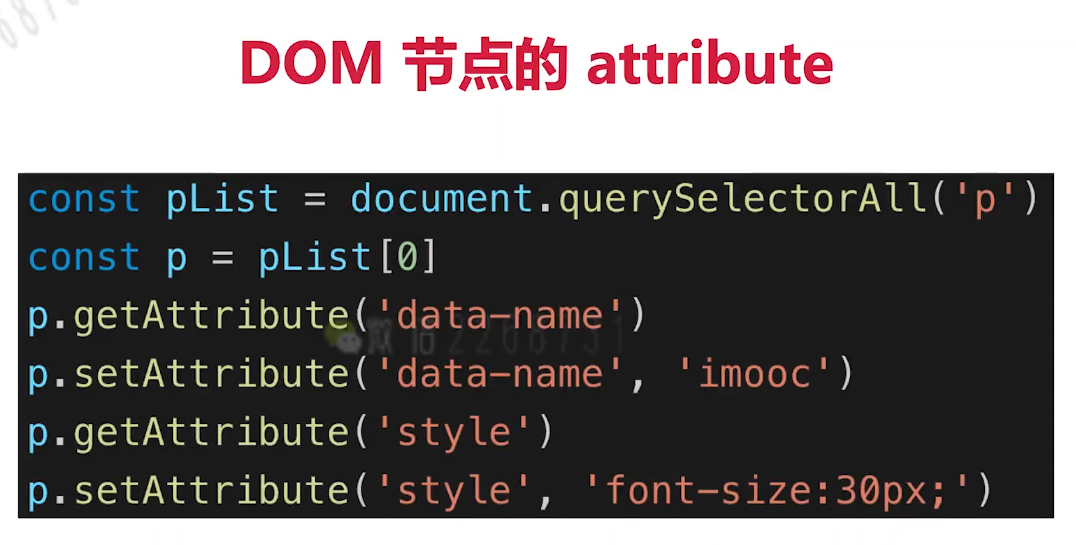 DOM 节点的 attribute
const pList = document.querySelectorAll('p')
const p = pList[0]
p.getAttribute('data-name')
p.setAttribute('data-name', 'imooc')
p.getAttribute('style')
p.setAttribute('style', 'font-size:30px;')